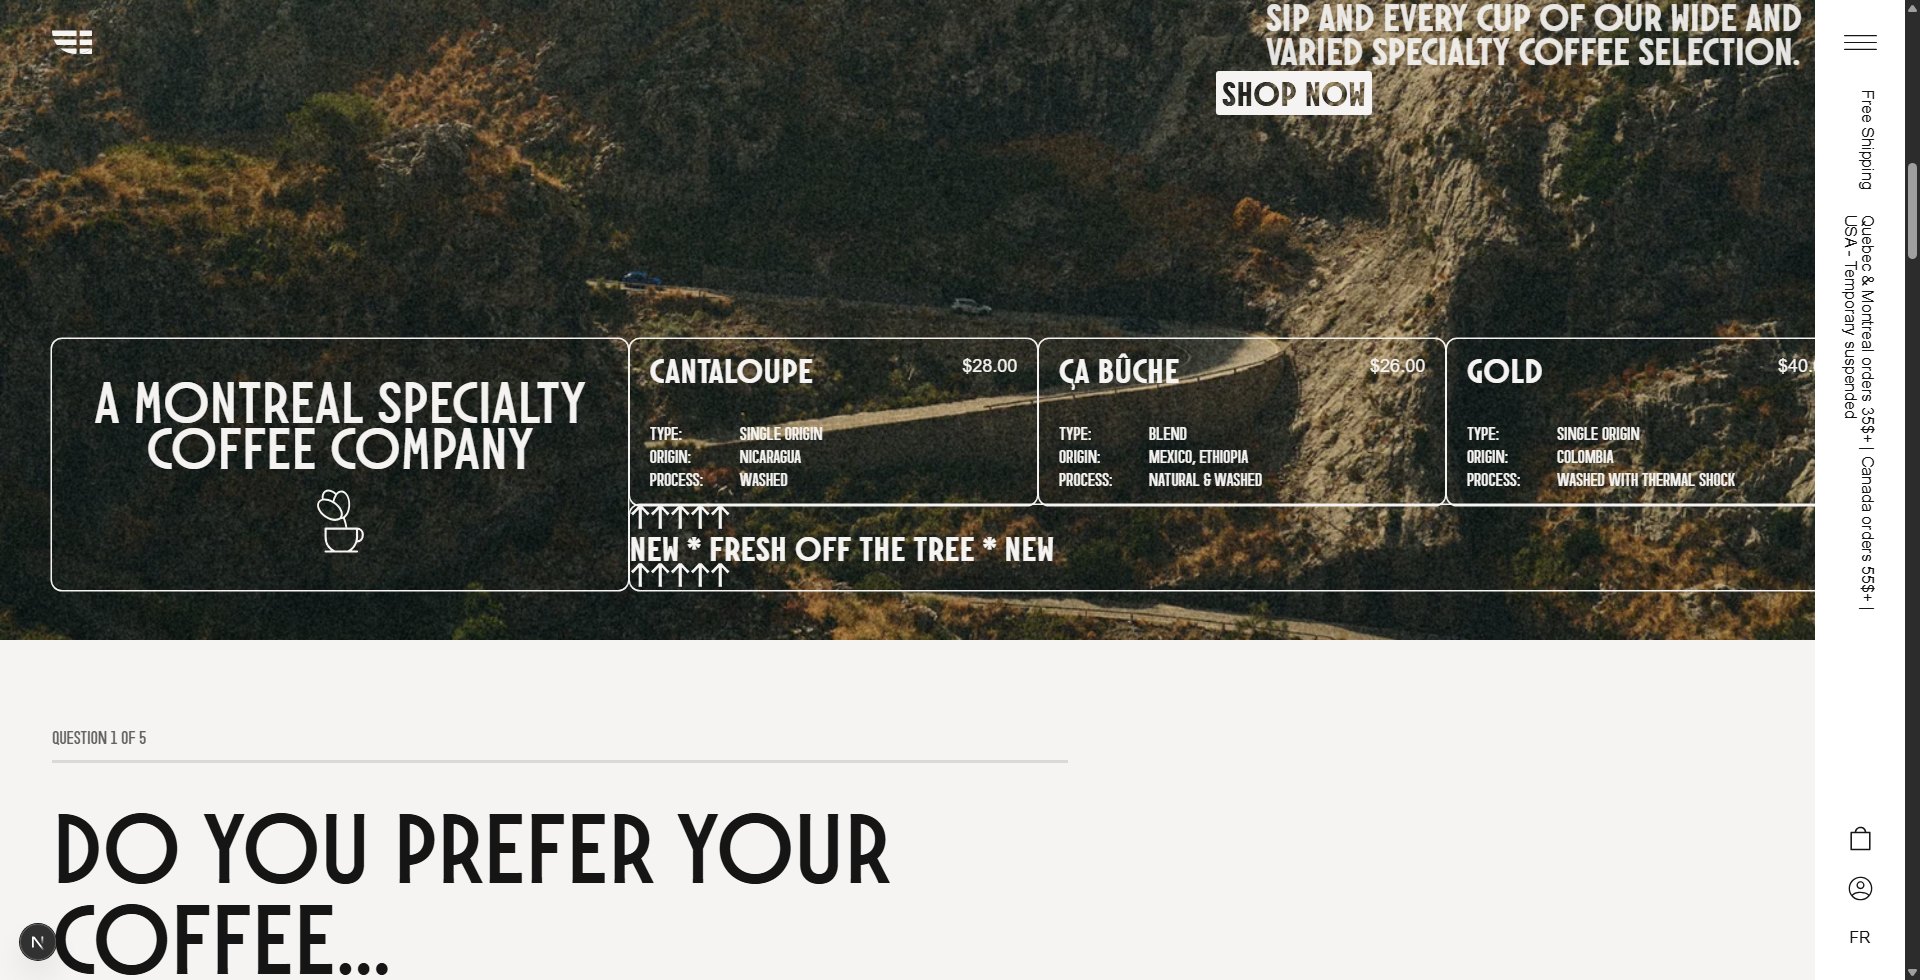 SIP AND EVERY CUP OF OUR WIDE AND
VARIED SPECIALTY COFFEE SELECTION.
SHOP NOW
Free Shipping
Quebec & Montreal orders 35$+ | Canada orders 55$+ |
USA - Temporary suspended
A MONTREAL SPECIALTY
COFFEE COMPANY
CANTALOUPE
$28.00
TYPE: SINGLE ORIGIN
ORIGIN: NICARAGUA
PROCESS: WASHED
ÇA BÛCHE
$26.00
TYPE: BLEND
ORIGIN: MEXICO, ETHIOPIA
PROCESS: NATURAL & WASHED
GOLD
$40.
TYPE: SINGLE ORIGIN
ORIGIN: COLOMBIA
PROCESS: WASHED WITH THERMAL SHOCK
↑↑↑↑↑
NEW * FRESH OFF THE TREE * NEW
↑↑↑↑↑
QUESTION 1 OF 5
DO YOU PREFER YOUR
COFFEE...
N
FR